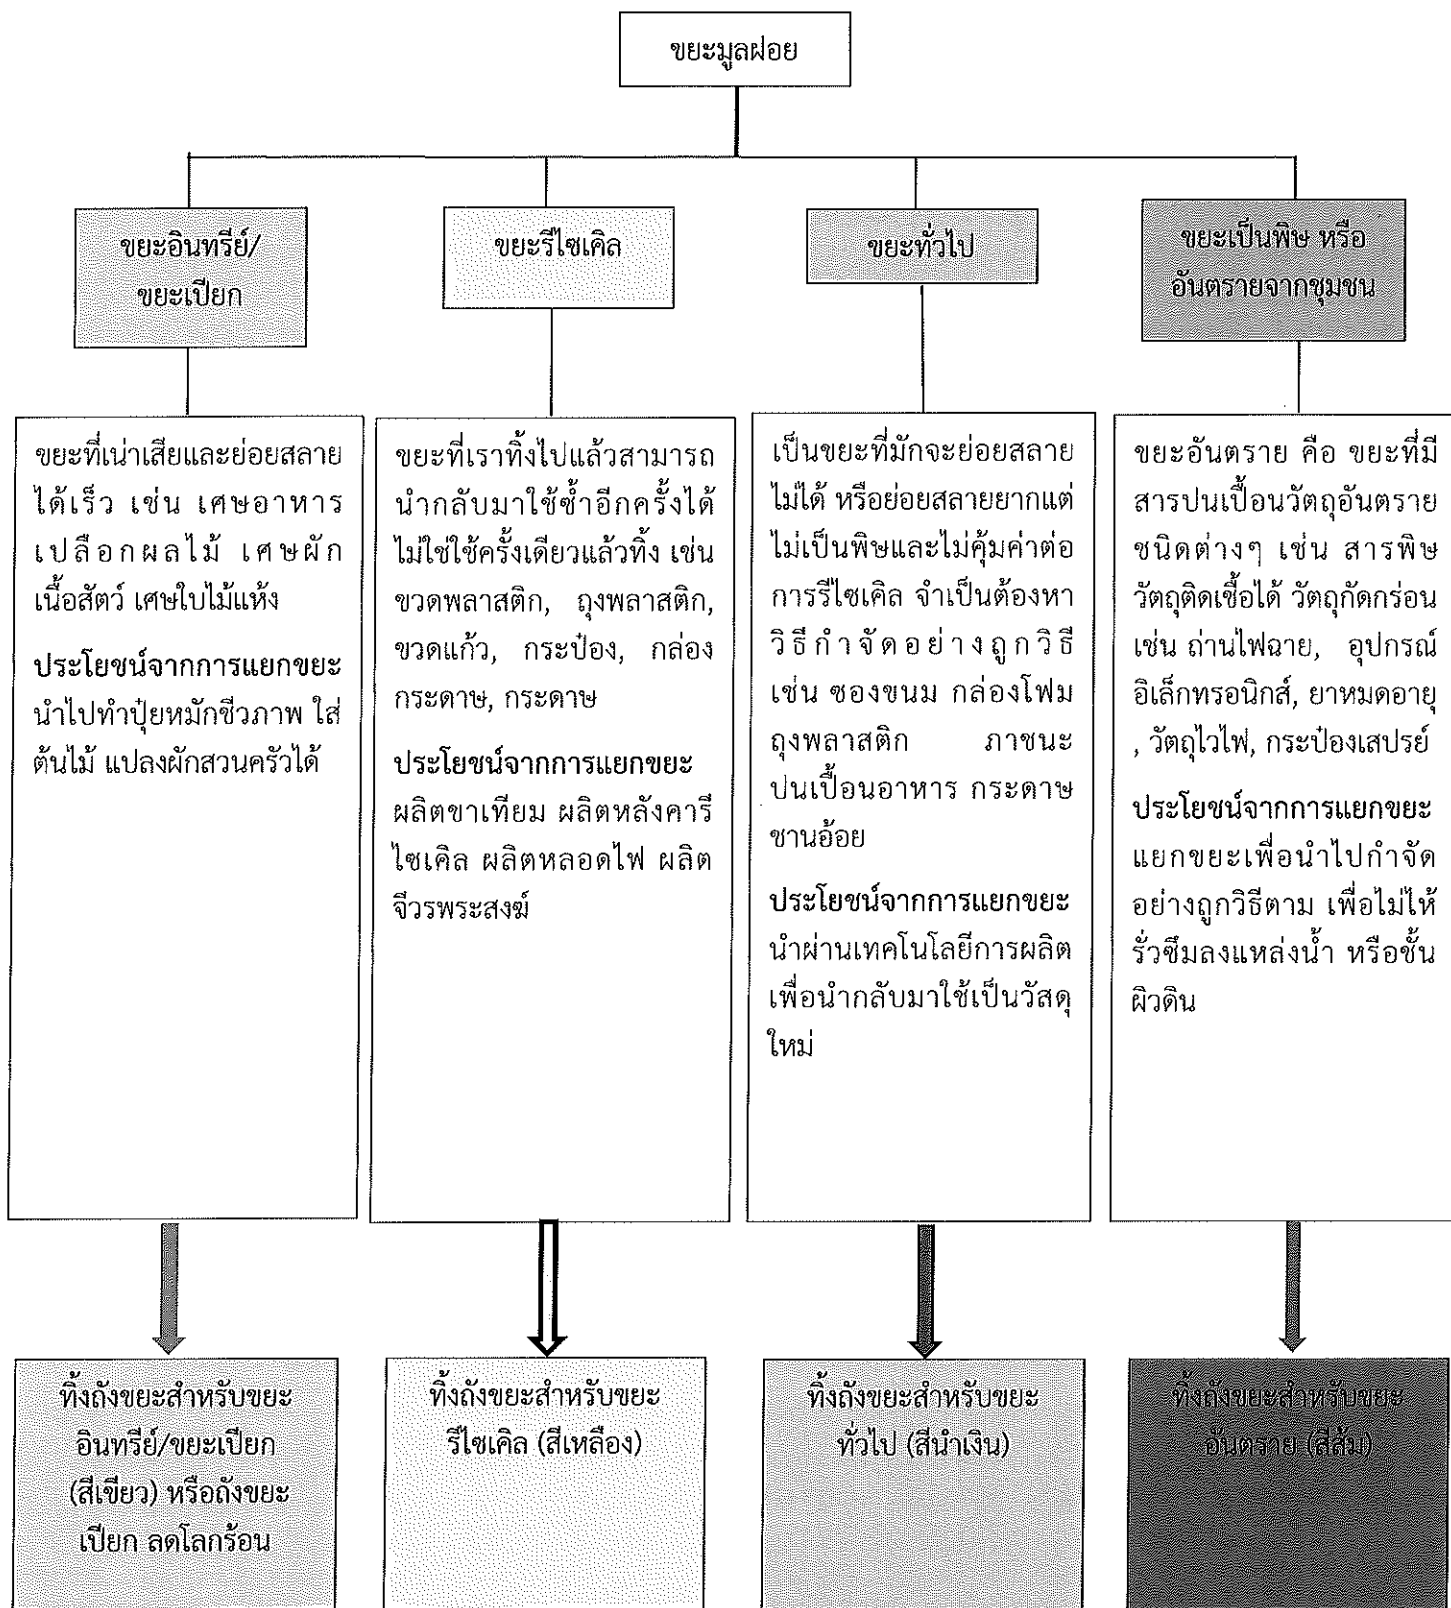 ขยะมูลฝอย
ขยะอินทรีย์/
ขยะเปียก
ขยะรีไซเคิล
ขยะทั่วไป
ขยะเป็นพิษ หรือ
อันตรายจากชุมชน
ขยะที่เน่าเสียและย่อยสลาย
ได้เร็ว เช่น เศษอาหาร
เปลือกผลไม้ เศษผัก
เนื้อสัตว์ เศษใบไม้แห้ง
ประโยชน์จากการแยกขยะ
นำไปทำปุ๋ยหมักชีวภาพ ใส่
ต้นไม้ แปลงผักสวนครัวได้
ขยะที่เราทิ้งไปแล้วสามารถ
นำกลับมาใช้ซ้ำอีกครั้งได้
ไม่ใช่ใช้ครั้งเดียวแล้วทิ้ง เช่น
ขวดพลาสติก, ถุงพลาสติก,
ขวดแก้ว, กระป๋อง, กล่อง
กระดาษ, กระดาษ
ประโยชน์จากการแยกขยะ
ผลิตขาเทียม ผลิตหลังคารี
ไซเคิล ผลิตหลอดไฟ ผลิต
จีวรพระสงฆ์
เป็นขยะที่มักจะย่อยสลาย
ไม่ได้ หรือย่อยสลายยากแต่
ไม่เป็นพิษและไม่คุ้มค่าต่อ
การรีไซเคิล จำเป็นต้องหา
วิธีกำจัดอย่างถูกวิธี
เช่น ซองขนม กล่องโฟม
ถุงพลาสติก ภาชนะ
ปนเปื้อนอาหาร กระดาษ
ชานอ้อย
ประโยชน์จากการแยกขยะ
นำผ่านเทคโนโลยีการผลิต
เพื่อนำกลับมาใช้เป็นวัสดุ
ใหม่
ขยะอันตราย คือ ขยะที่มี
สารปนเปื้อนวัตถุอันตราย
ชนิดต่างๆ เช่น สารพิษ
วัตถุติดเชื้อได้ วัตถุกัดกร่อน
เช่น ถ่านไฟฉาย, อุปกรณ์
อิเล็กทรอนิกส์, ยาหมดอายุ
, วัตถุไวไฟ, กระป๋องเสปรย์
ประโยชน์จากการแยกขยะ
แยกขยะเพื่อนำไปกำจัด
อย่างถูกวิธีตาม เพื่อไม่ให้
รั่วซึมลงแหล่งน้ำ หรือชั้น
ผิวดิน
ทิ้งถังขยะสำหรับขยะ
อินทรีย์/ขยะเปียก
(สีเขียว) หรือถังขยะ
เปียก ลดโลกร้อน
ทิ้งถังขยะสำหรับขยะ
รีไซเคิล (สีเหลือง)
ทิ้งถังขยะสำหรับขยะ
ทั่วไป (สีน้ำเงิน)
ทิ้งถังขยะสำหรับขยะ
อันตราย (สีส้ม)